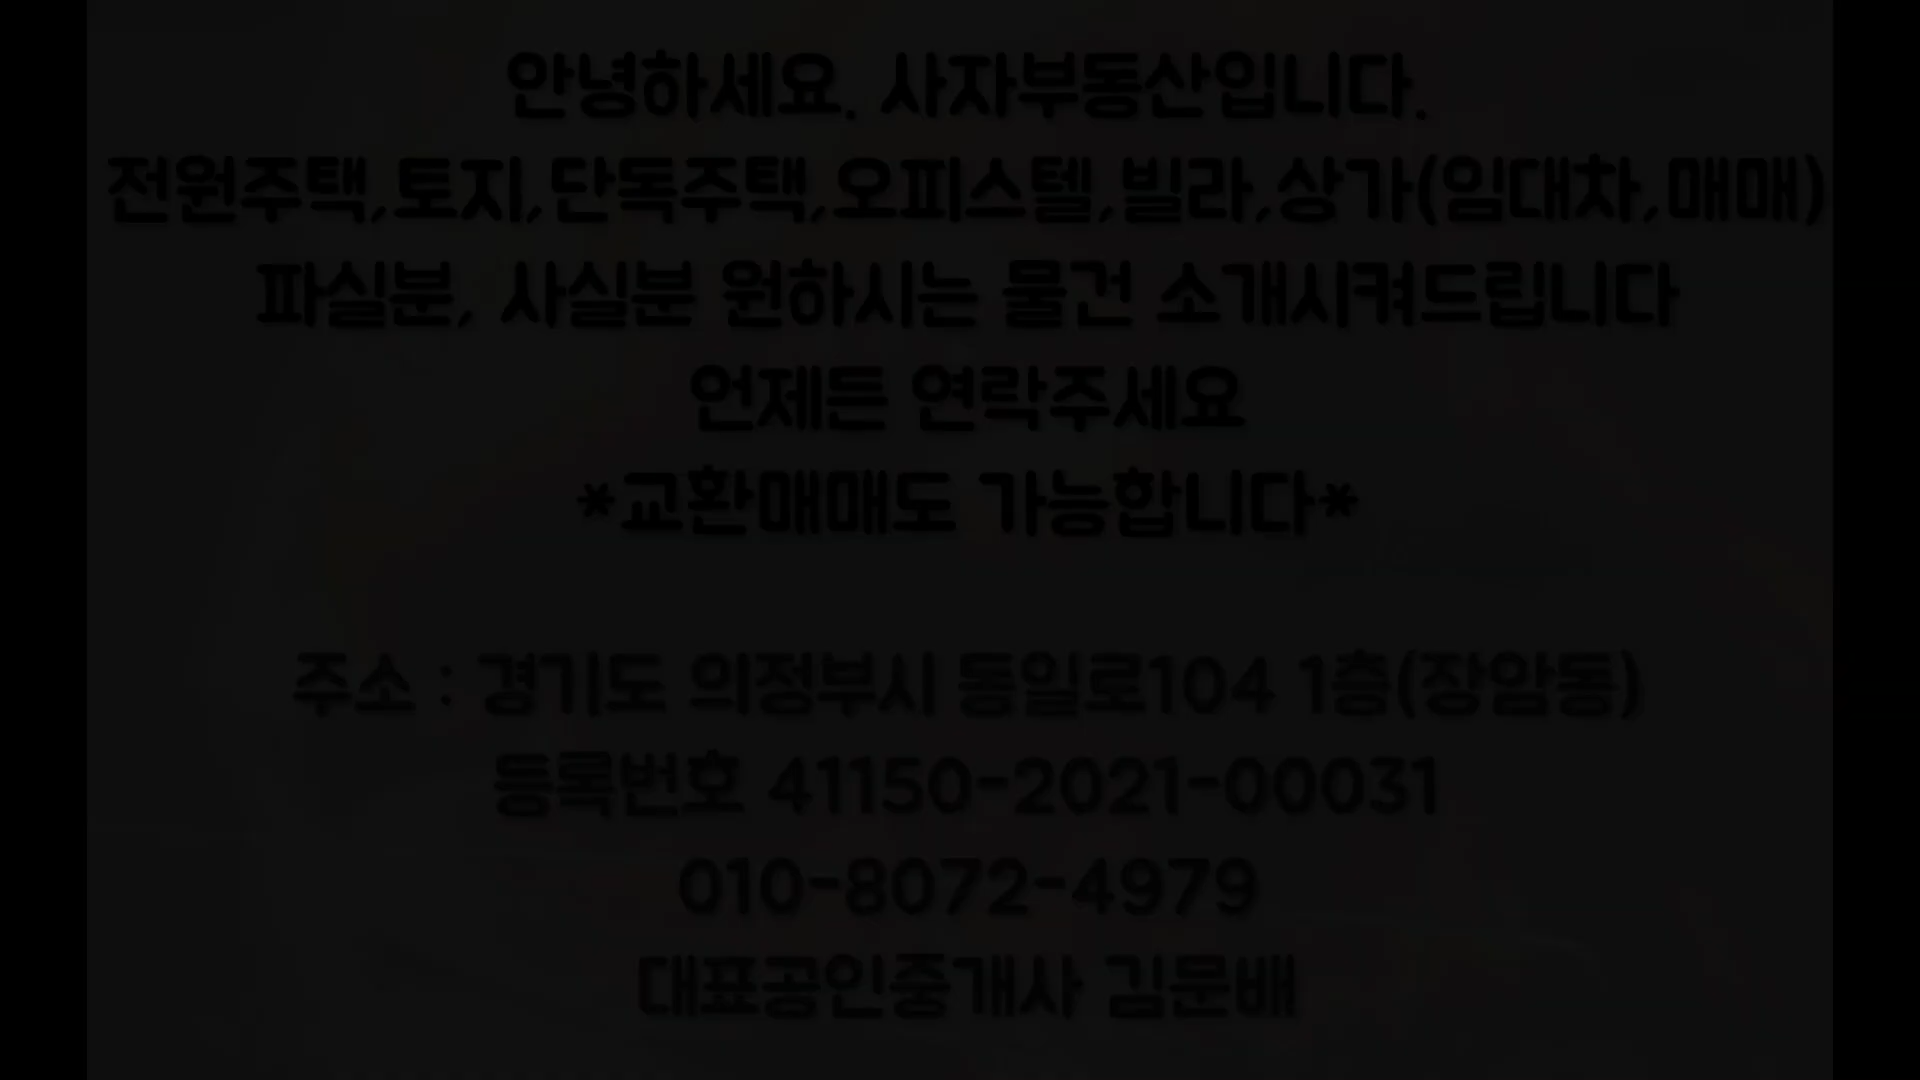 안녕하세요. 사자부동산입니다.
전원주택,토지,단독주택,오피스텔,빌라,상가(임대차,매매)
파실분, 사실분 원하시는 물건 소개시켜드립니다
언제든 연락주세요
*교환매매도 가능합니다*
주소 : 경기도 의정부시 동일로104 1층(장암동)
등록번호 41150-2021-00031
010-8072-4979
대표공인중개사 김문배